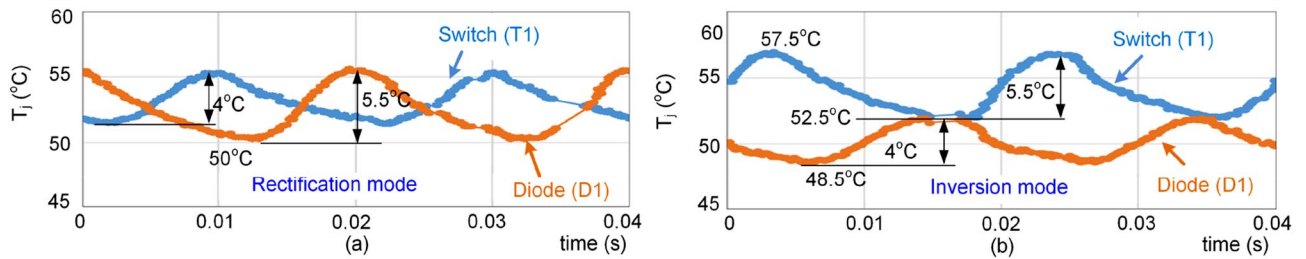 60
55
50
45
Tj (°C)
Switch (T1)
4°C
5.5°C
50°C
Rectification mode
Diode (D1)
0
0.01
0.02
0.03
0.04
(a)
time (s)
60
55
50
45
Tj (°C)
57.5°C
Switch (T1)
5.5°C
52.5°C
4°C
48.5°C
Inversion mode
Diode (D1)
0
0.01
0.02
0.03
0.04
(b)
time (s)